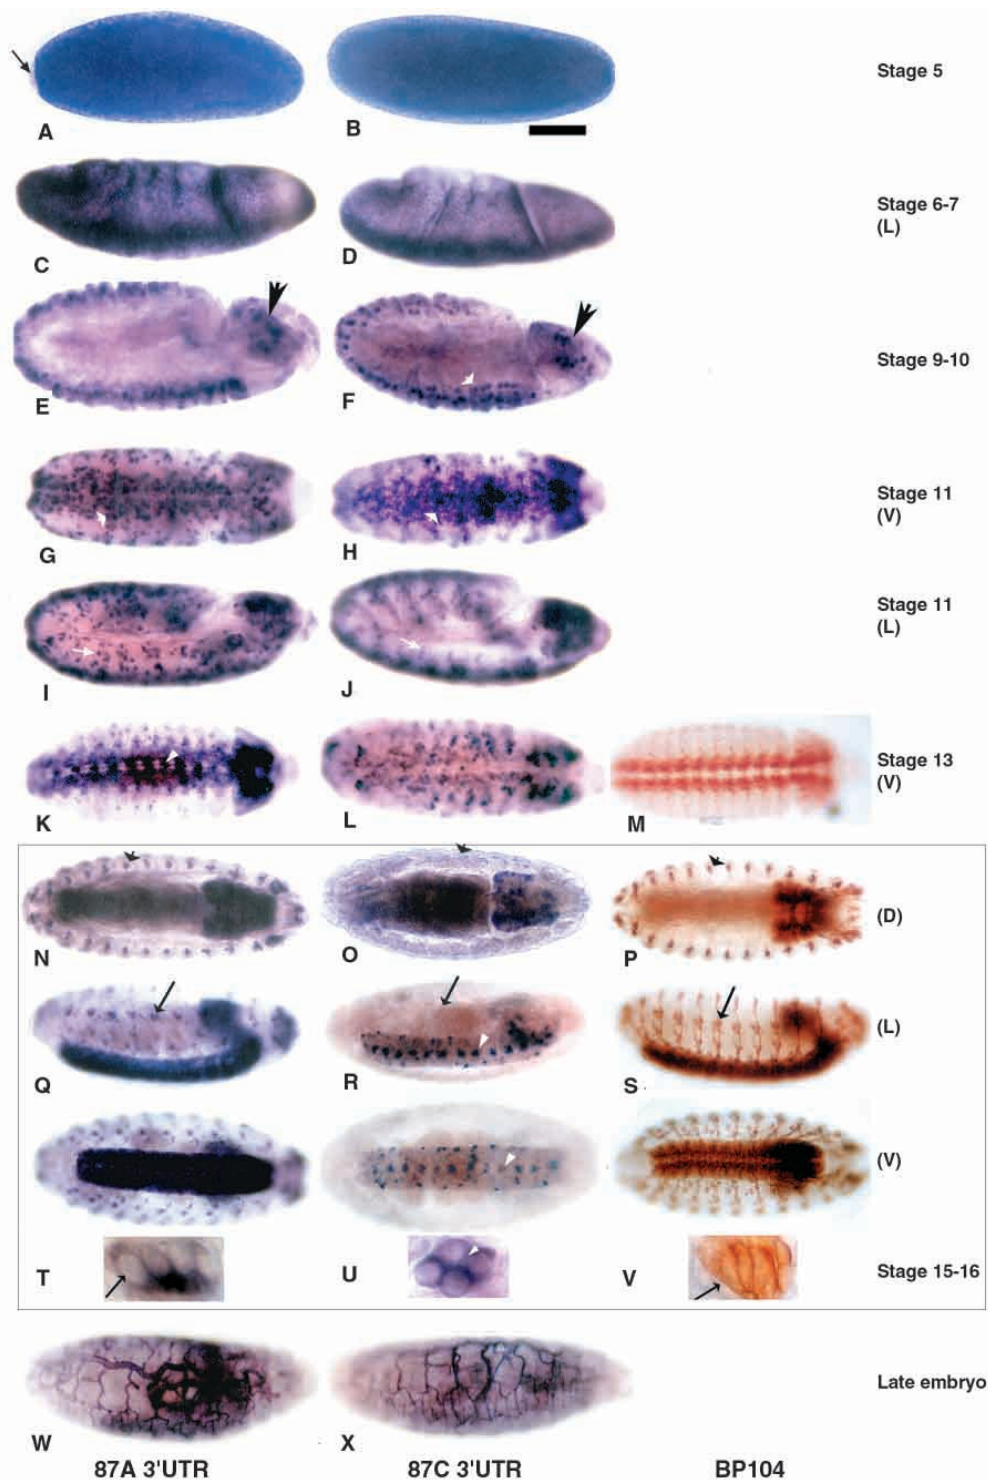 A
B
Stage 5
C
D
Stage 6-7
(L)
E
F
Stage 9-10
G
H
Stage 11
(V)
I
J
Stage 11
(L)
K
L
M
Stage 13
(V)
N
O
P
(D)
Q
R
S
(L)
(V)
T
U
V
Stage 15-16
W
X
Late embryo
87A 3'UTR
87C 3'UTR
BP104